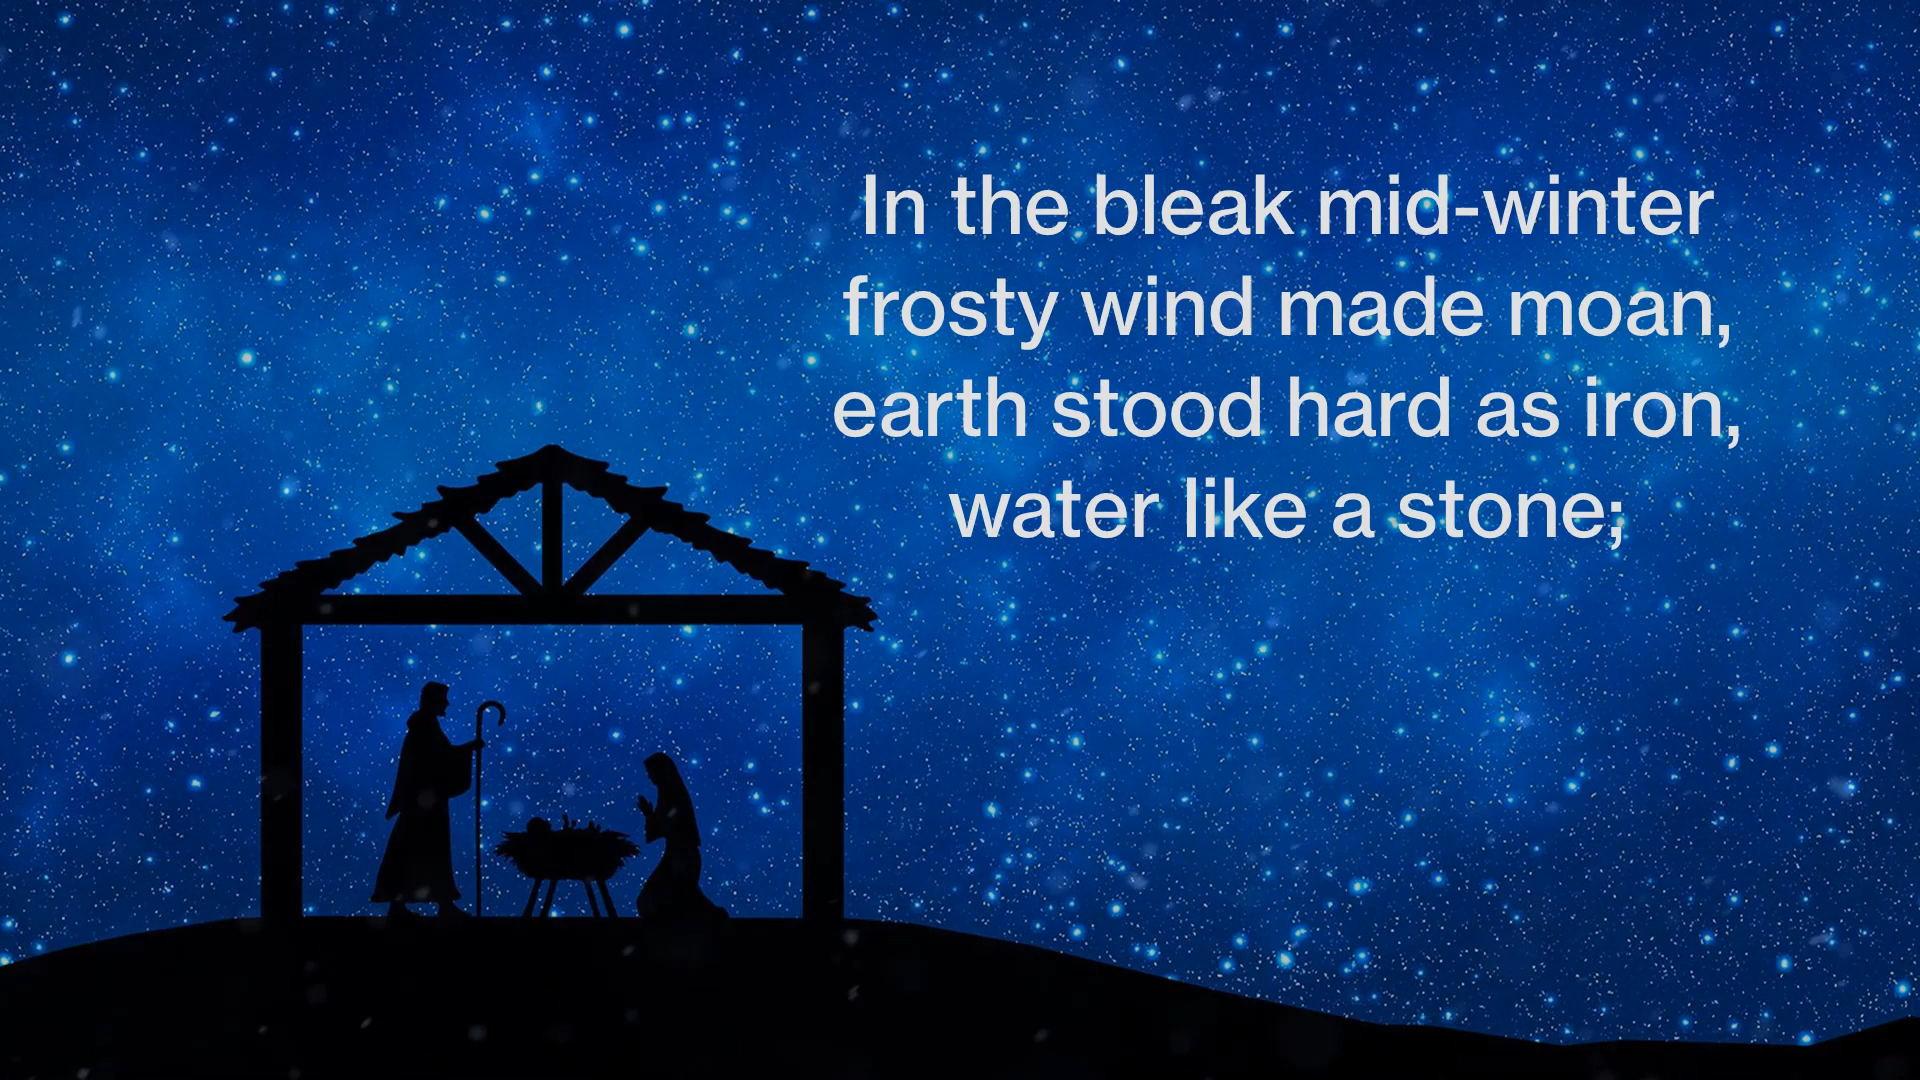 In the bleak mid-winter
frosty wind made moan,
earth stood hard as iron,
water like a stone;